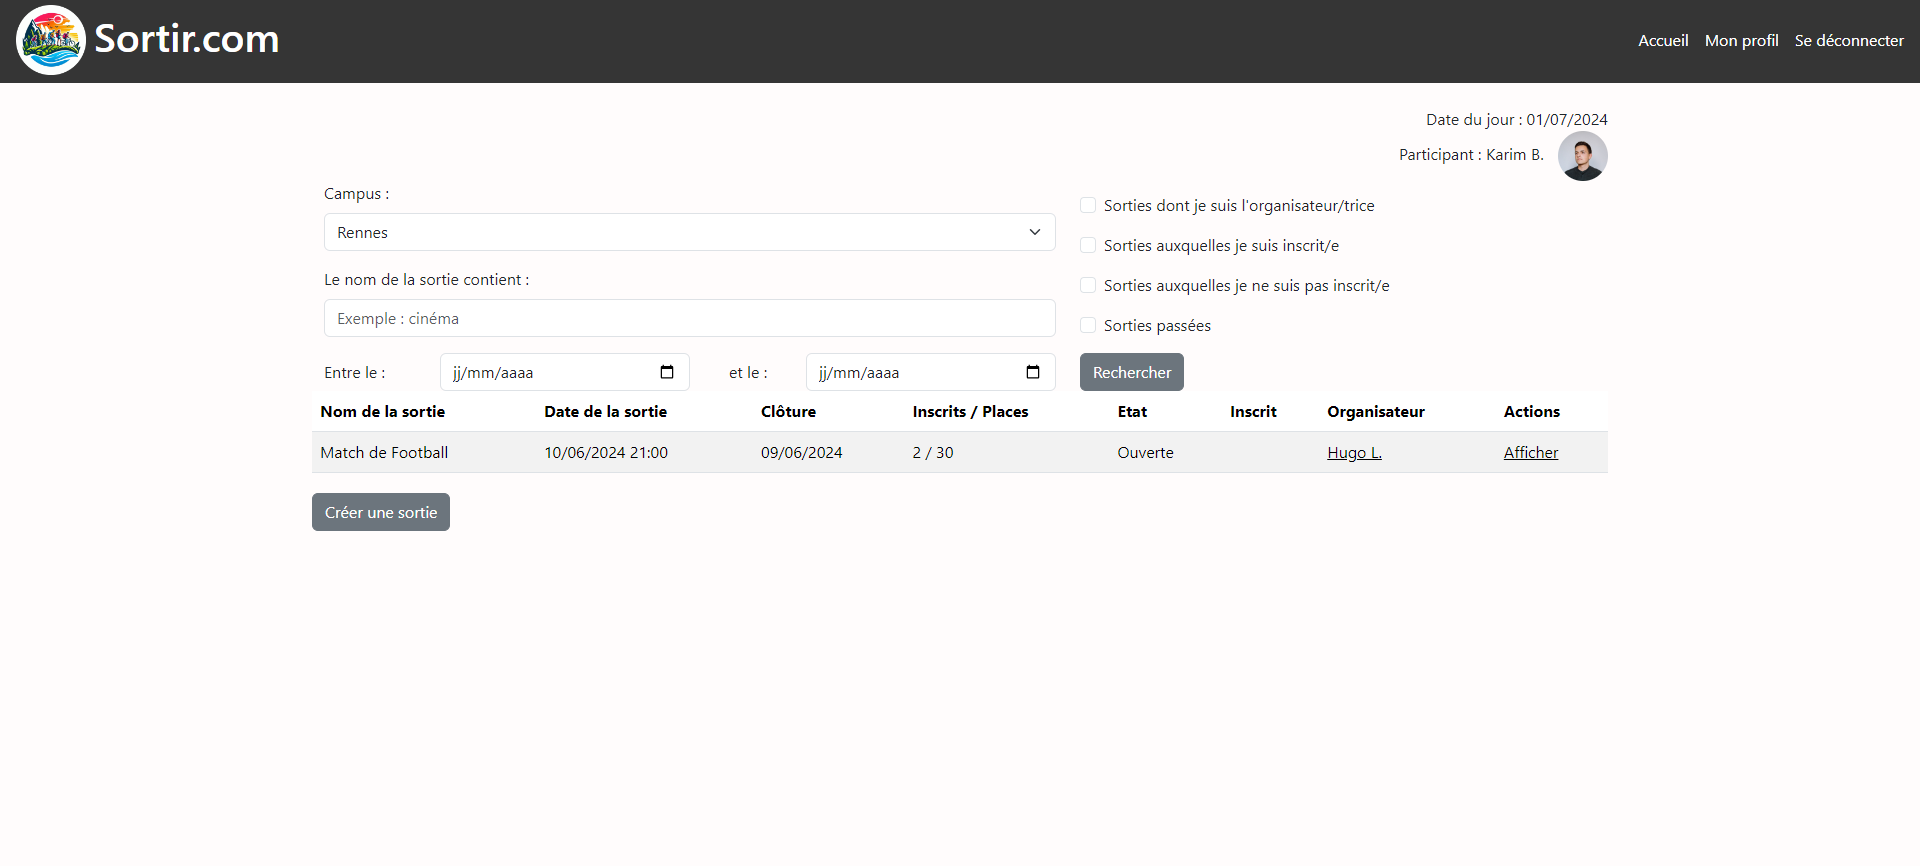 Sortir.com
Accueil Mon profil Se déconnecter
Date du jour : 01/07/2024
Participant : Karim B.
Campus :
Rennes
Le nom de la sortie contient :
Exemple : cinéma
Entre le : jj/mm/aaaa et le : jj/mm/aaaa
Sorties dont je suis l'organisateur/trice
Sorties auxquelles je suis inscrit/e
Sorties auxquelles je ne suis pas inscrit/e
Sorties passées
Rechercher
Nom de la sortie Date de la sortie Clôture Inscrits / Places Etat Inscrit Organisateur Actions
Match de Football 10/06/2024 21:00 09/06/2024 2 / 30 Ouverte Hugo L. Afficher
Créer une sortie